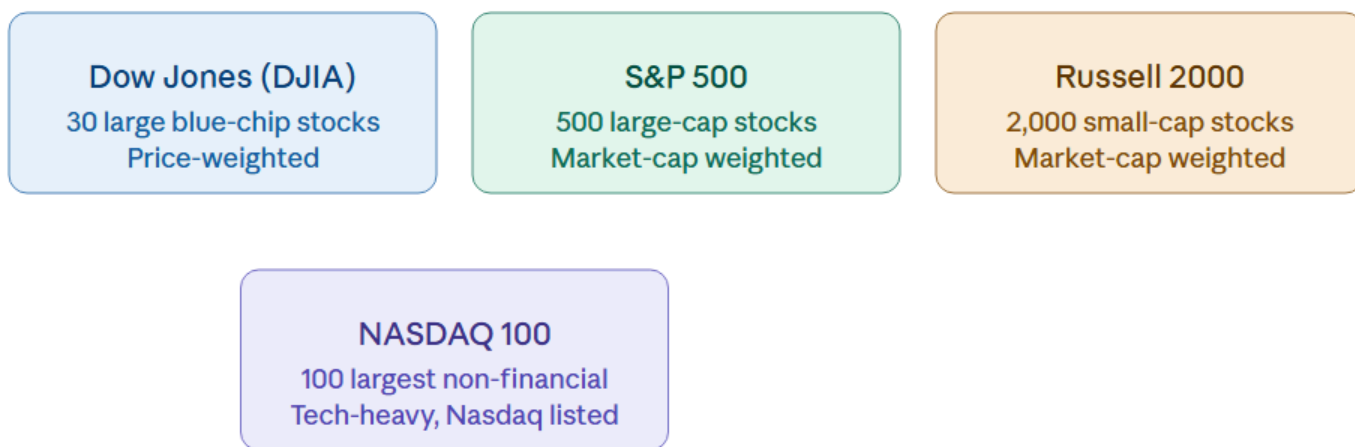 Dow Jones (DJIA)
30 large blue-chip stocks
Price-weighted
S&P 500
500 large-cap stocks
Market-cap weighted
Russell 2000
2,000 small-cap stocks
Market-cap weighted
NASDAQ 100
100 largest non-financial
Tech-heavy, Nasdaq listed